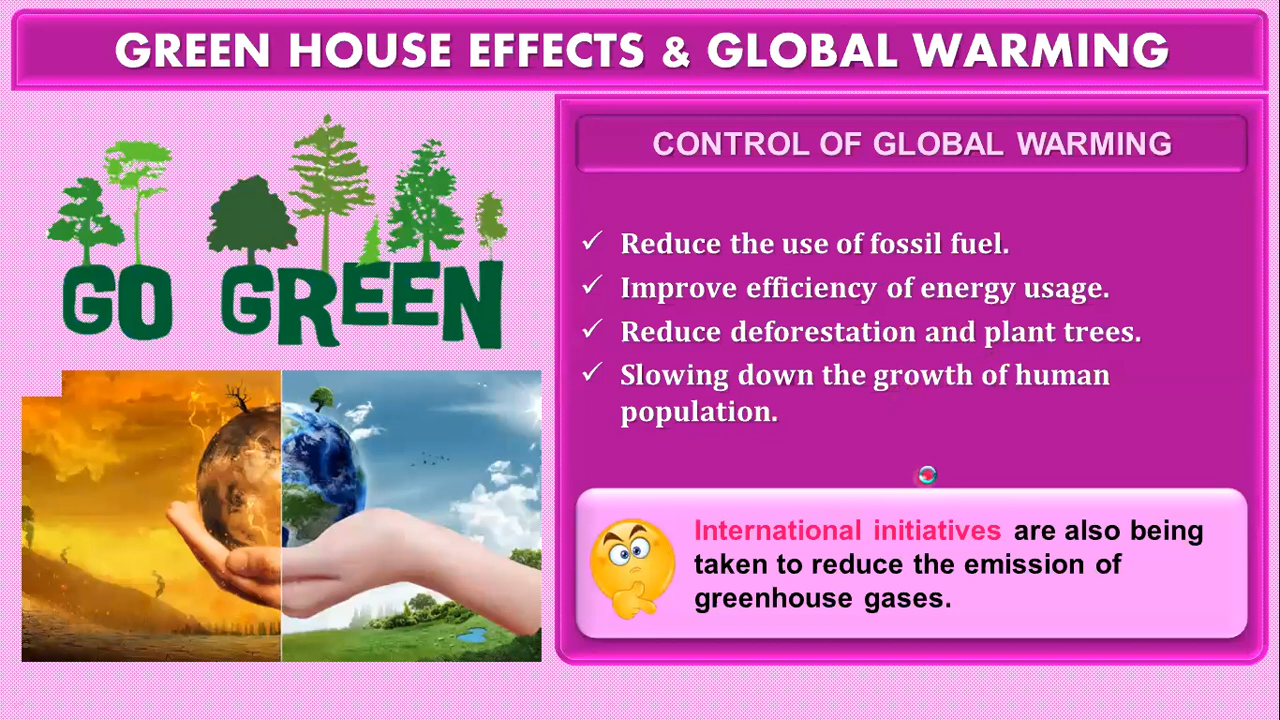 GREEN HOUSE EFFECTS & GLOBAL WARMING
GO GREEN
CONTROL OF GLOBAL WARMING
✓ Reduce the use of fossil fuel.
✓ Improve efficiency of energy usage.
✓ Reduce deforestation and plant trees.
✓ Slowing down the growth of human
population.
International initiatives are also being
taken to reduce the emission of
greenhouse gases.